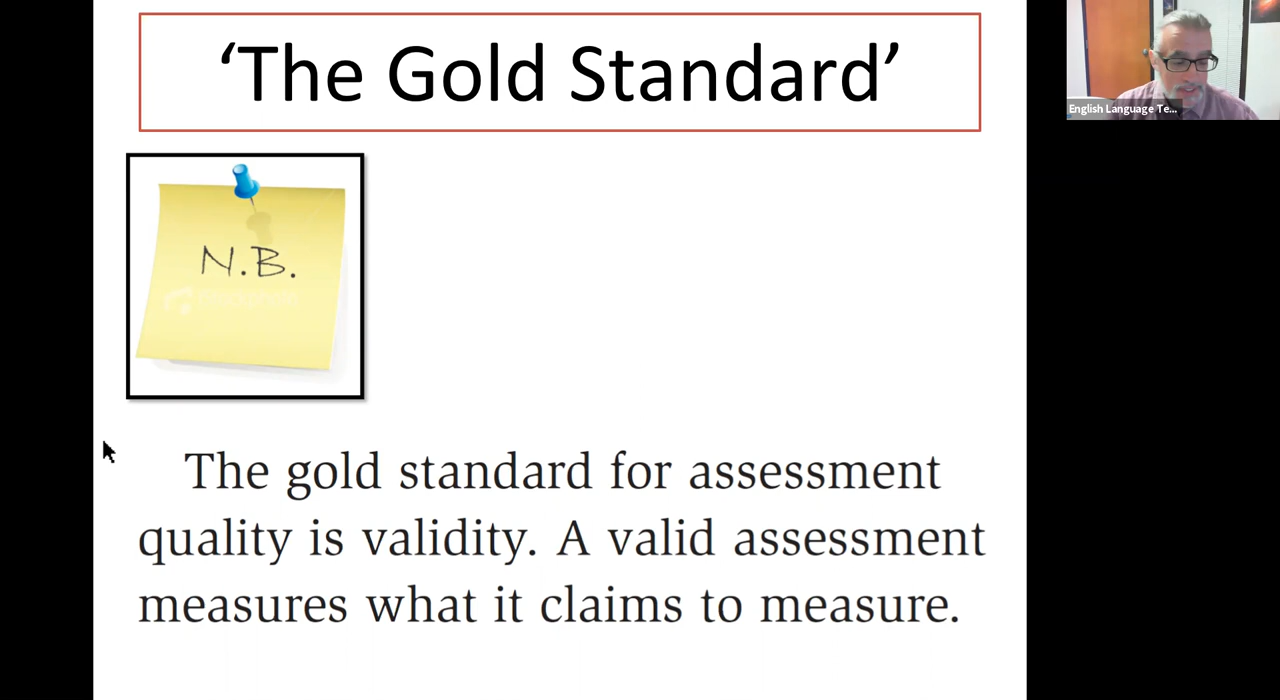 ‘The Gold Standard’
N.B.
The gold standard for assessment
quality is validity. A valid assessment
measures what it claims to measure.
English Language Te...